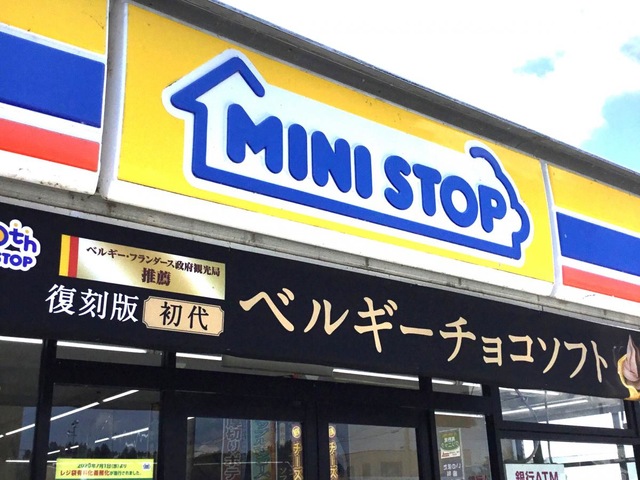 MINI STOP
th
STOP
ベルギー・フランダース政府観光局
推薦
復刻版 初代 ベルギーチョコソフト
銀行ATM